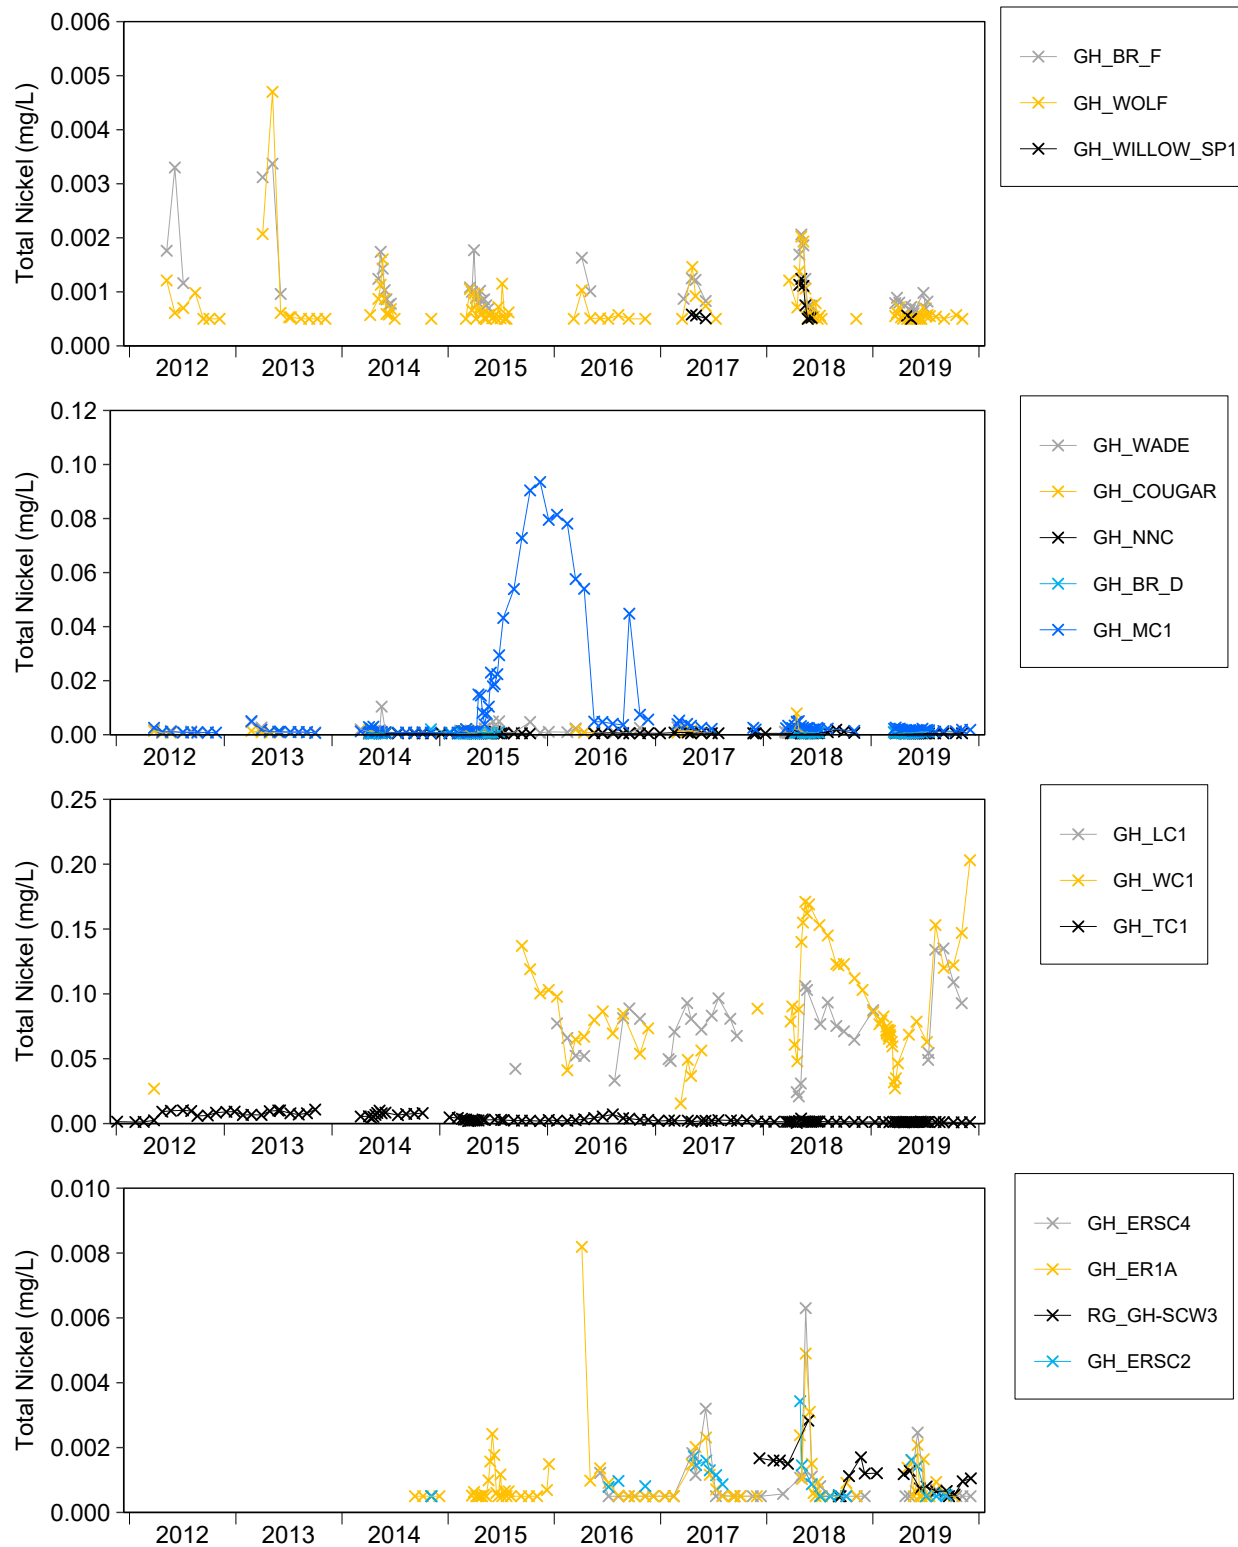 Total Nickel (mg/L)
0.006
0.005
0.004
0.003
0.002
0.001
0.000
2012 2013 2014 2015 2016 2017 2018 2019
GH_BR_F
GH_WOLF
GH_WILLOW_SP1
Total Nickel (mg/L)
0.12
0.10
0.08
0.06
0.04
0.02
0.00
2012 2013 2014 2015 2016 2017 2018 2019
GH_WADE
GH_COUGAR
GH_NNC
GH_BR_D
GH_MC1
Total Nickel (mg/L)
0.25
0.20
0.15
0.10
0.05
0.00
2012 2013 2014 2015 2016 2017 2018 2019
GH_LC1
GH_WC1
GH_TC1
Total Nickel (mg/L)
0.010
0.008
0.006
0.004
0.002
0.000
2012 2013 2014 2015 2016 2017 2018 2019
GH_ERSC4
GH_ER1A
RG_GH-SCW3
GH_ERSC2